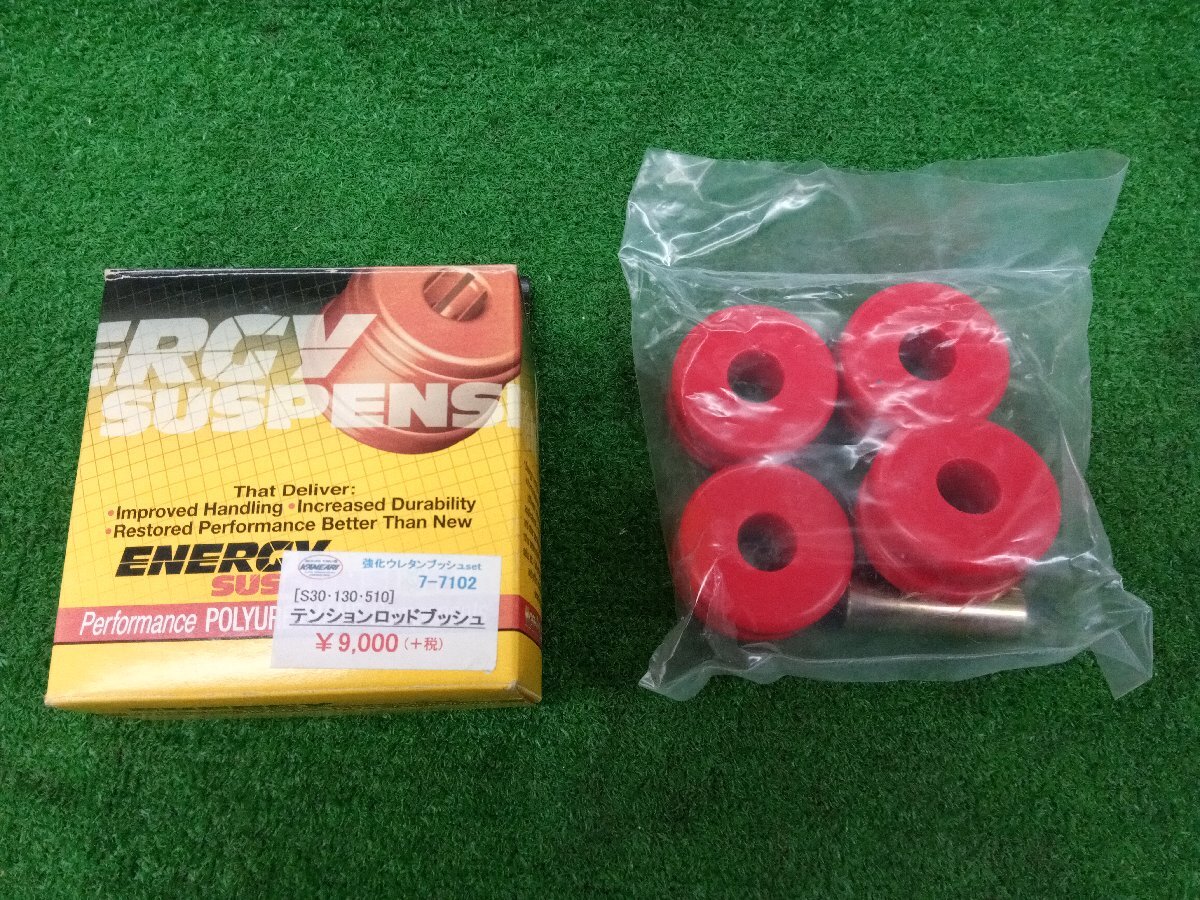 ERGY
SUSPENSI
That Deliver:
•Improved Handling •Increased Durability
•Restored Performance Better Than New
ENERGY
SUS
Performance POLYUR
KAMEARI
強化ウレタンブッシュset
7-7102
[S30・130・510]
テンションロッドブッシュ
￥9,000(+税)